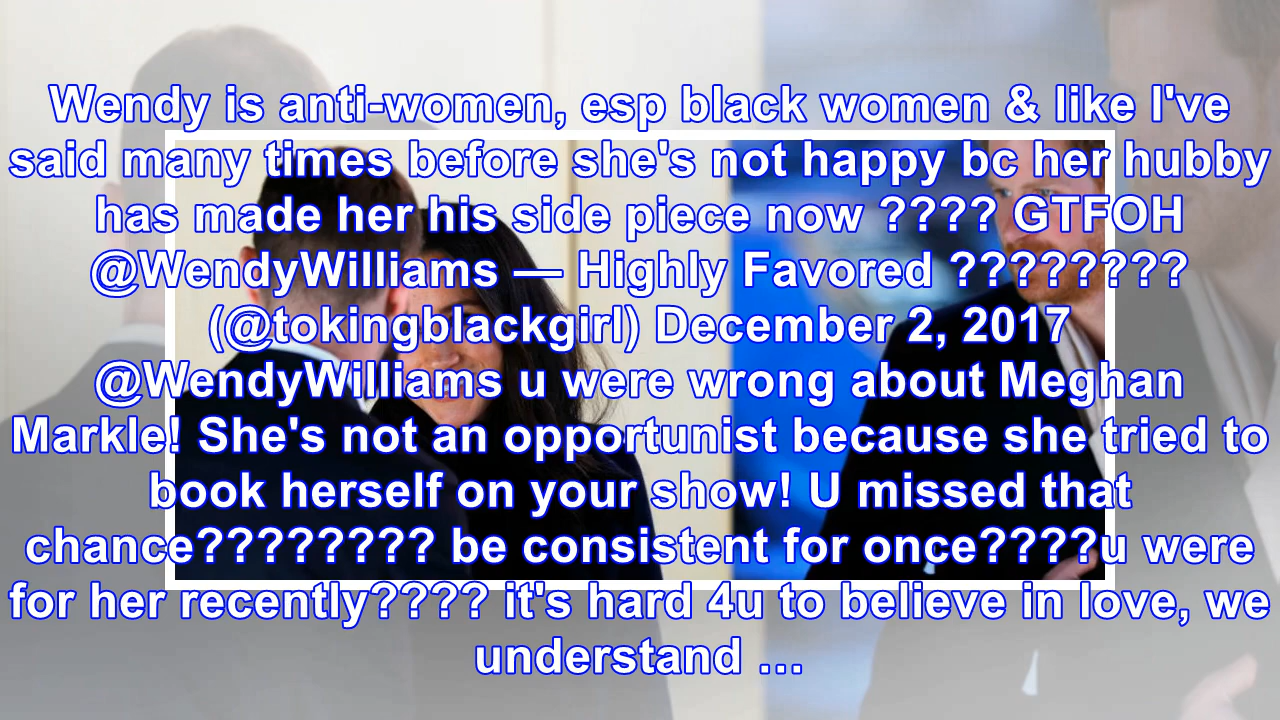 Wendy is anti-women, esp black women & like I've
said many times before she's not happy bc her hubby
has made her his side piece now ???? GTFOH
@WendyWilliams — Highly Favored ????????
(@tokingblackgirl) December 2, 2017
@WendyWilliams u were wrong about Meghan
Markle! She's not an opportunist because she tried to
book herself on your show! U missed that
chance???????? be consistent for once????u were
for her recently???? it's hard 4u to believe in love, we
understand …